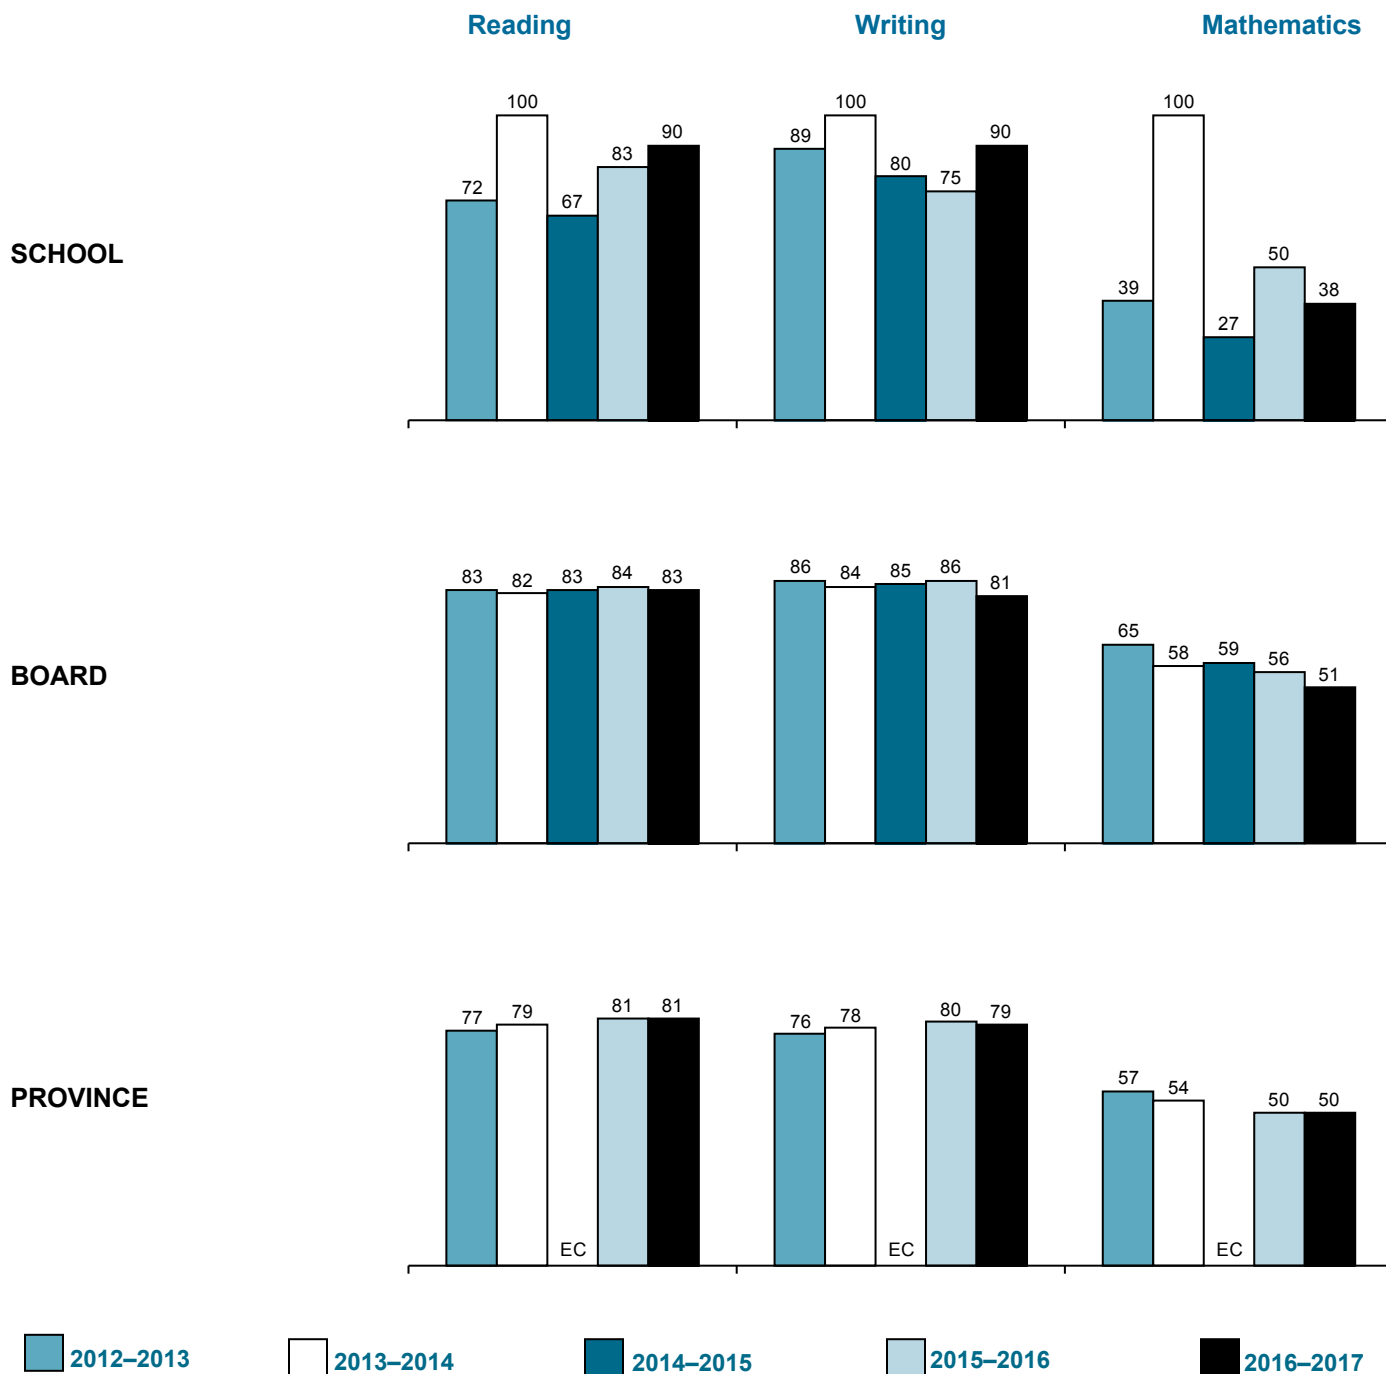 Reading Writing Mathematics
SCHOOL
72 100 67 83 90
89 100 80 75 90
39 100 27 50 38
BOARD
83 82 83 84 83
86 84 85 86 81
65 58 59 56 51
PROVINCE
77 79 EC 81 81
76 78 EC 80 79
57 54 EC 50 50
2012–2013 2013–2014 2014–2015 2015–2016 2016–2017